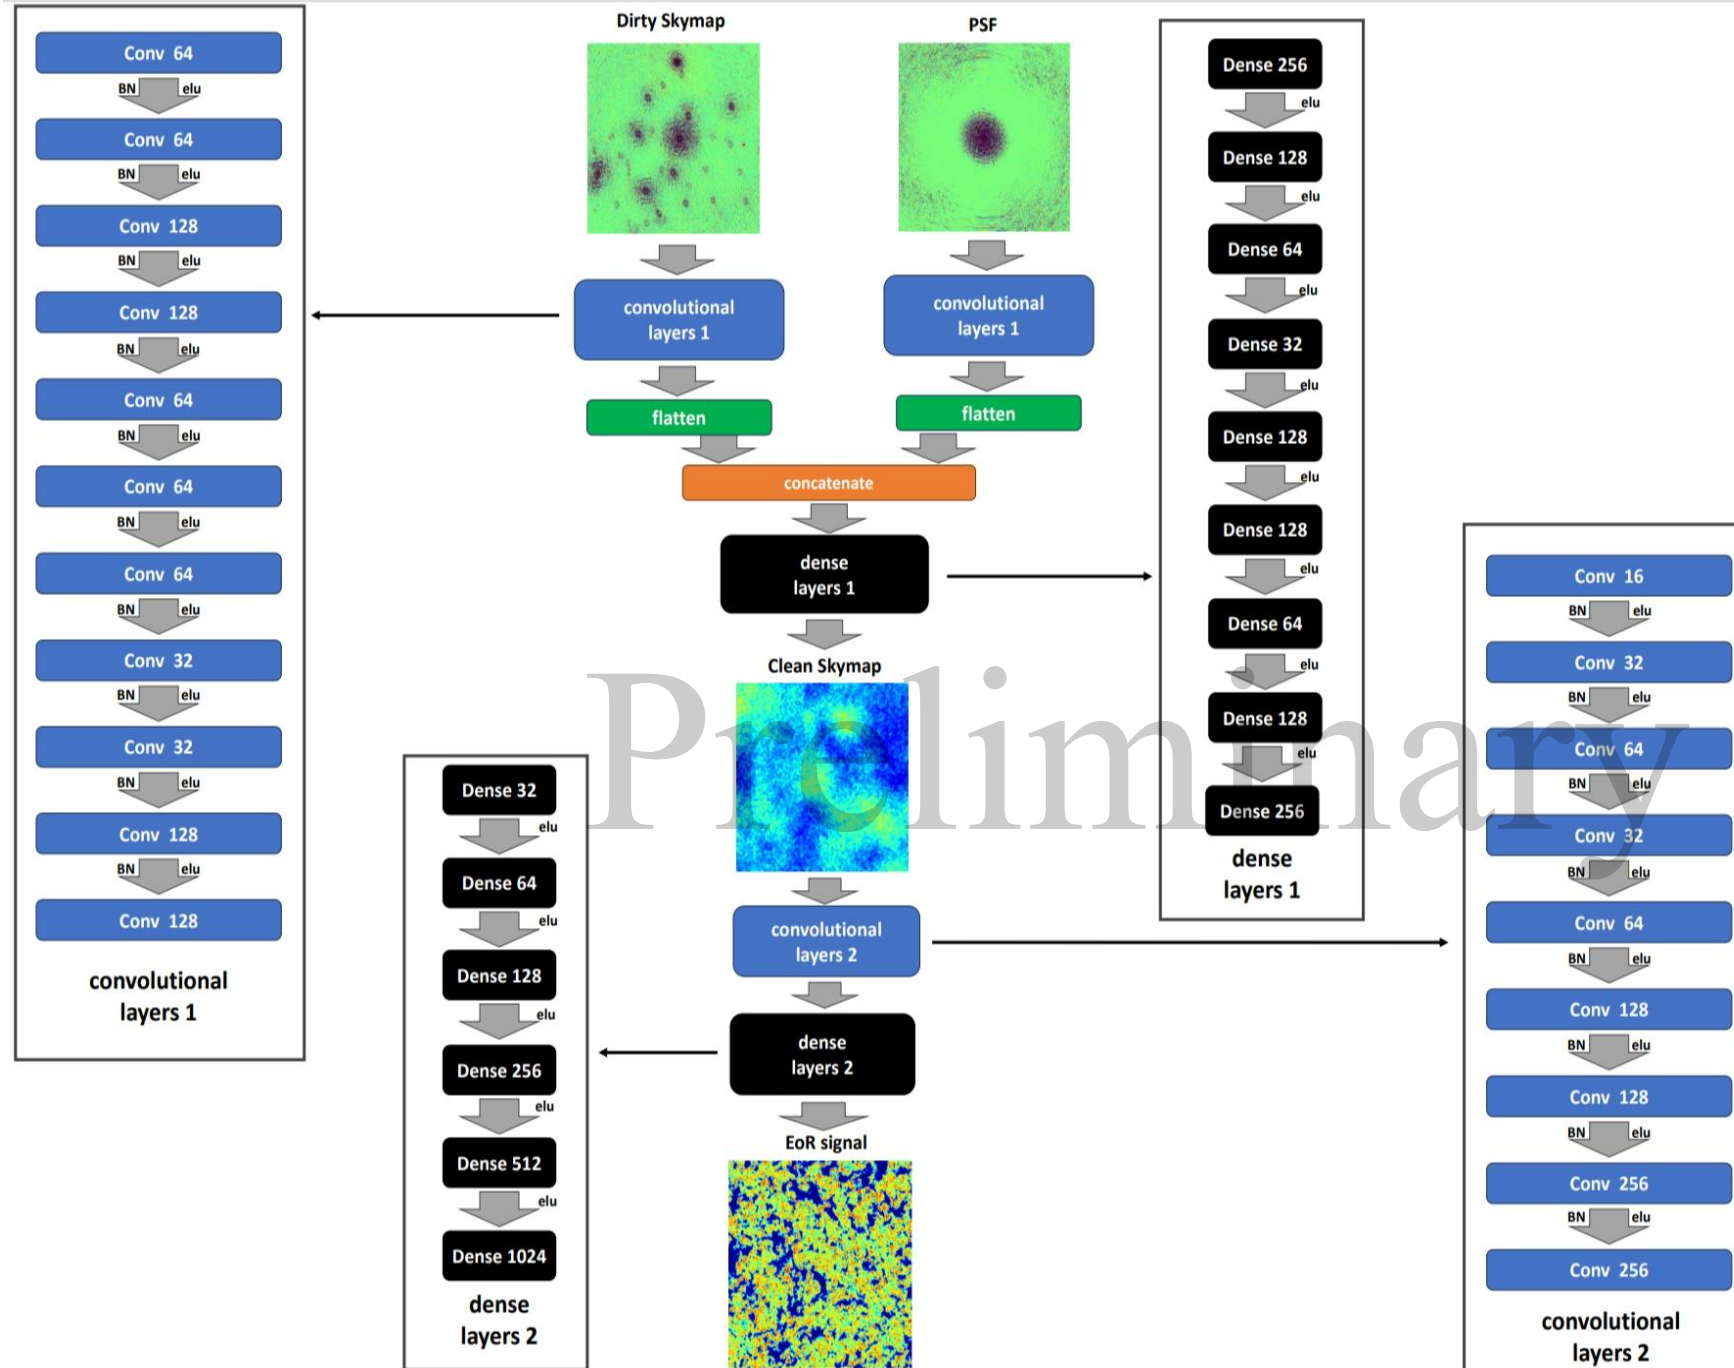 Conv 64
BN elu
Conv 64
BN elu
Conv 128
BN elu
Conv 128
BN elu
Conv 64
BN elu
Conv 64
BN elu
Conv 64
BN elu
Conv 32
BN elu
Conv 32
BN elu
Conv 128
BN elu
Conv 128
convolutional
layers 1
Dirty Skymap
PSF
convolutional
layers 1
convolutional
layers 1
flatten
flatten
concatenate
dense
layers 1
Clean Skymap
convolutional
layers 2
dense
layers 2
EoR signal
Dense 256
elu
Dense 128
elu
Dense 64
elu
Dense 32
elu
Dense 128
elu
Dense 128
elu
Dense 64
elu
Dense 128
elu
Dense 256
dense
layers 1
Dense 32
elu
Dense 64
elu
Dense 128
elu
Dense 256
elu
Dense 512
elu
Dense 1024
dense
layers 2
Conv 16
BN elu
Conv 32
BN elu
Conv 64
BN elu
Conv 32
BN elu
Conv 64
BN elu
Conv 128
BN elu
Conv 128
BN elu
Conv 256
BN elu
Conv 256
convolutional
layers 2
Preliminary